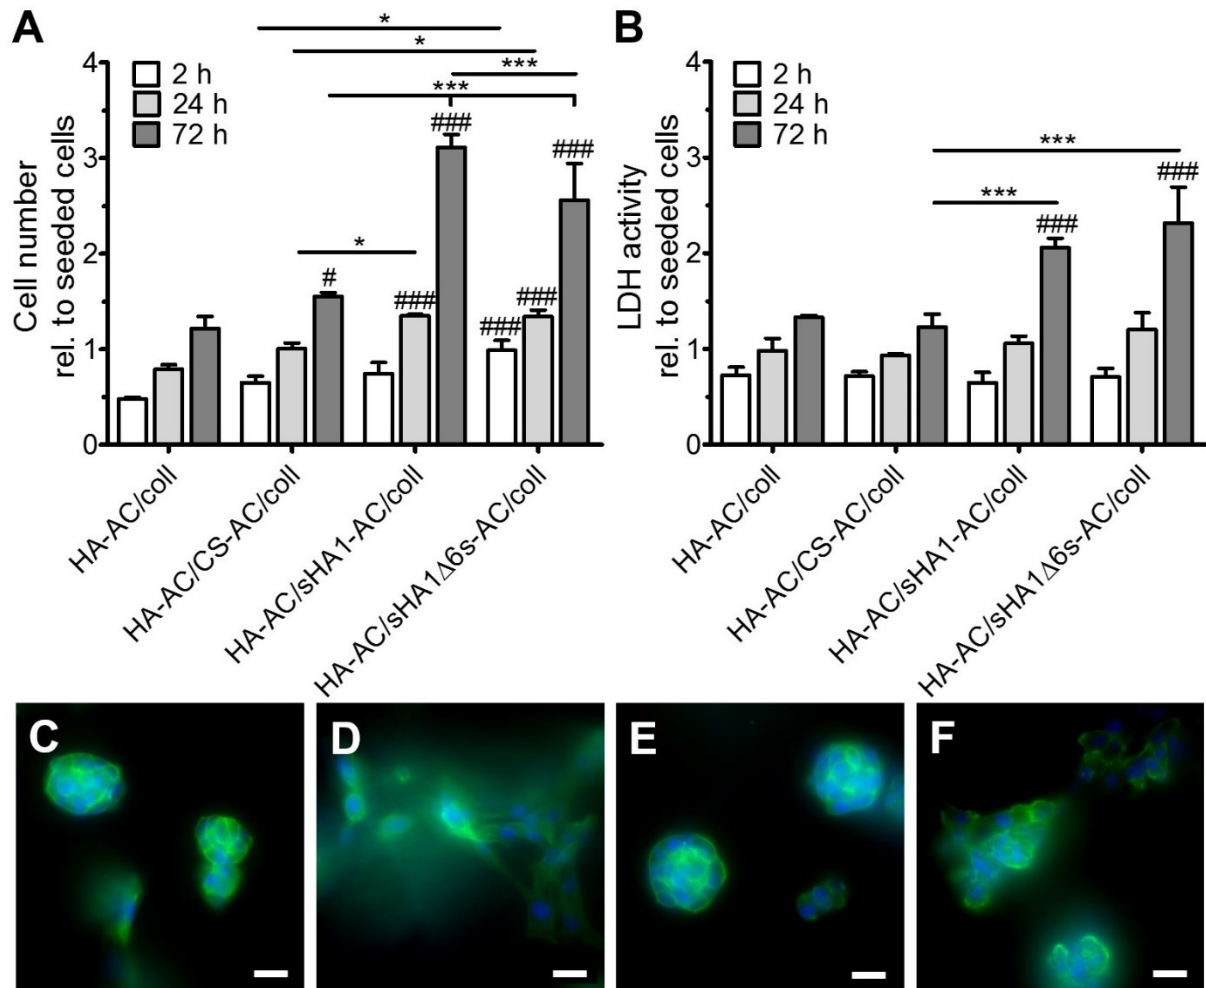 A
B
*
*
***
***
4
3
2
1
0
2 h
24 h
72 h
Cell number
rel. to seeded cells
###
###
*
#
###
###
###
HA-AC/coll
HA-AC/CS-AC/coll
HA-AC/sHA1-AC/coll
HA-AC/sHA1Δ6s-AC/coll
4
3
2
1
0
2 h
24 h
72 h
LDH activity
rel. to seeded cells
***
***
###
###
HA-AC/coll
HA-AC/CS-AC/coll
HA-AC/sHA1-AC/coll
HA-AC/sHA1Δ6s-AC/coll
C
D
E
F